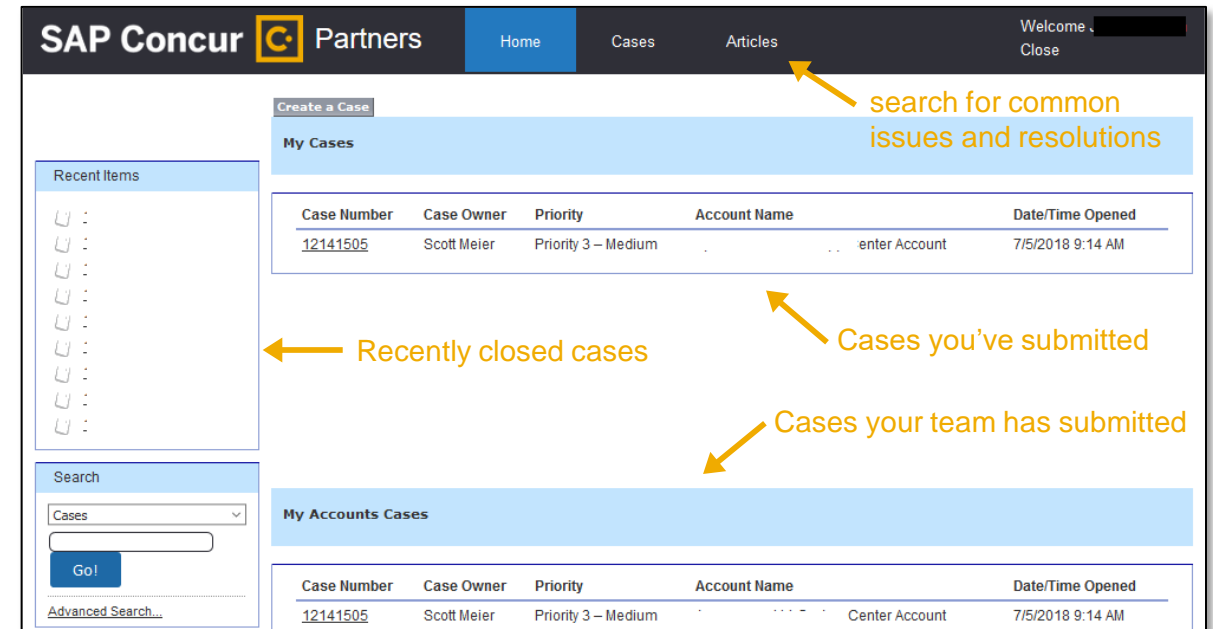 SAP Concur C. Partners Home Cases Articles Welcome
Close
search for common
issues and resolutions
Create a Case
My Cases
Recent Items
Case Number Case Owner Priority Account Name Date/Time Opened
12141505 Scott Meier Priority 3 – Medium enter Account 7/5/2018 9:14 AM
Cases you've submitted
Recently closed cases
Cases your team has submitted
Search
Cases
Go!
Advanced Search...
My Accounts Cases
Case Number Case Owner Priority Account Name Date/Time Opened
12141505 Scott Meier Priority 3 – Medium Center Account 7/5/2018 9:14 AM